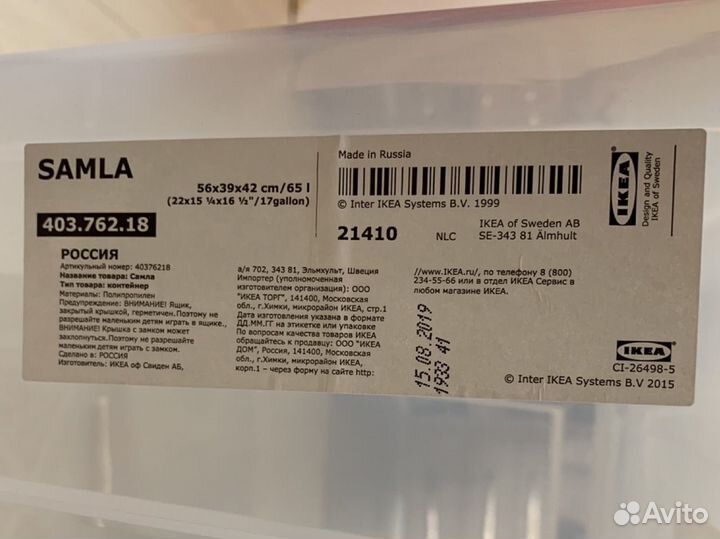 SAMLA
56x39x42 cm/65 l
(22x15 ¼x16 ½"/17gallon)
403.762.18
РОССИЯ
Артикульный номер: 40376218
Название товара: Самла
Тип товара: контейнер
Материалы: Полипропилен
Предупреждение: ВНИМАНИЕ! Ящик,
закрытый крышкой, герметичен.Поэтому не
разрешайте маленьким детям играть в ящике.,
ВНИМАНИЕ! Крышка с замком может
внезапно закрыться. Поэтому не разрешайте
маленьким детям играть с замком.
Сделано в: РОССИЯ
Изготовитель: ИКЕА оф Свиден АБ,
а/я 702, 343 81, Эльмхульт, Швеция
Импортер (уполномоченная
изготовителем организация): ООО
"ИКЕА ТОРГ", 141400, Московская
обл., г.Химки, микрорайон ИКЕА, стр.1
Дата изготовления указана в формате
ДД.ММ.ГГ на этикетке или упаковке
По вопросам качества товаров ИКЕА
обращайтесь к продавцу: ООО "ИКЕА
ДОМ", Россия, 141400, Московская
обл., г.Химки, микрорайон ИКЕА,
корп.1 – через форму на сайте http:
Made in Russia
© Inter IKEA Systems B.V. 1999
21410
NLC
IKEA of Sweden AB
SE-343 81 Älmhult
//www.IKEA.ru/, по телефону 8 (800)
234-55-66 или в отдел ИКЕА Сервис в
любом магазине ИКЕА.
15.08.2019
1933 41
IKEA
Design and Quality
IKEA of Sweden
IKEA
CI-26498-5
© Inter IKEA Systems B.V 2015
Avito